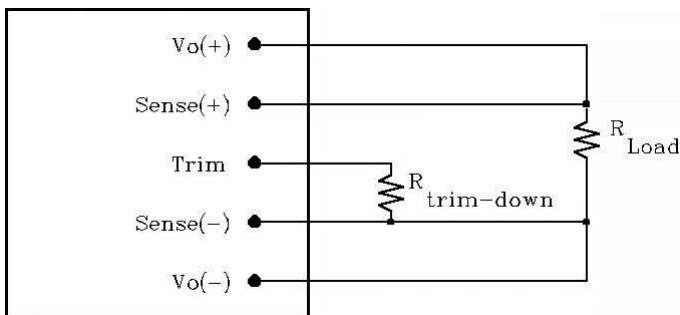 Vo(+)
Sense(+)
R
Load
Trim
R
trim-down
Sense(-)
Vo(-)